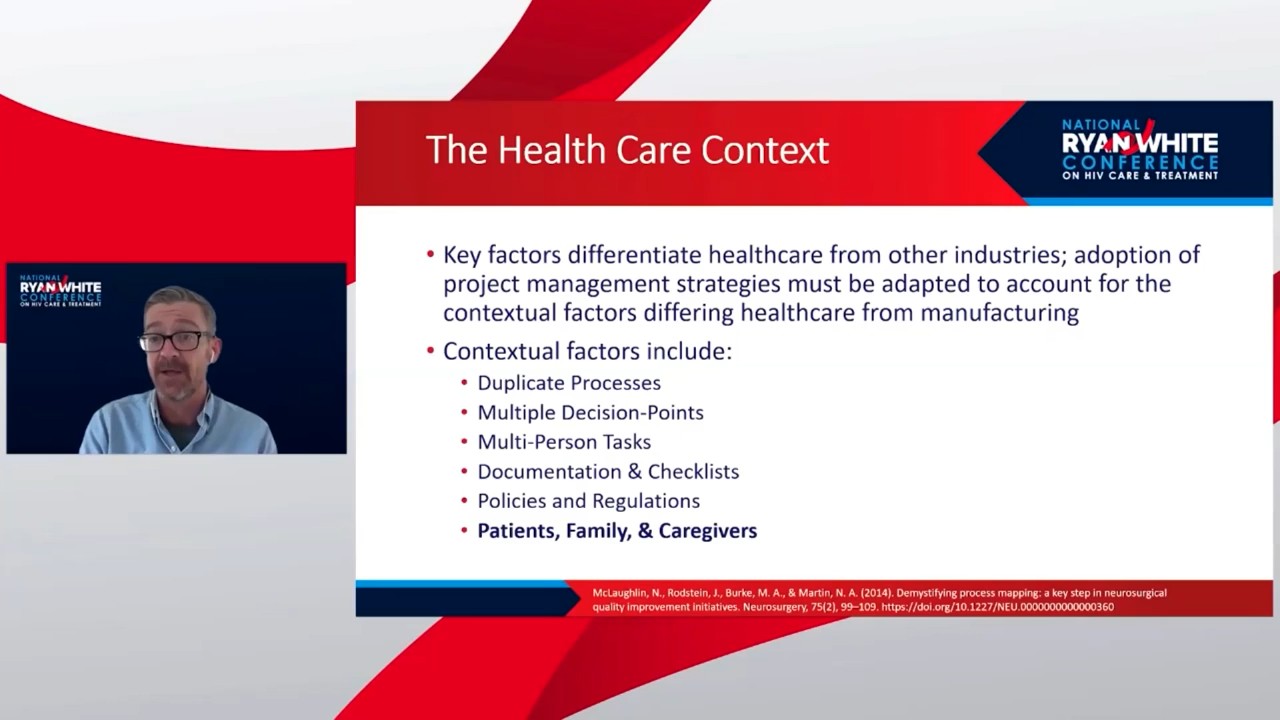 The Health Care Context
NATIONAL
RYAN WHITE
CONFERENCE
ON HIV CARE & TREATMENT
• Key factors differentiate healthcare from other industries; adoption of
project management strategies must be adapted to account for the
contextual factors differing healthcare from manufacturing
• Contextual factors include:
• Duplicate Processes
• Multiple Decision-Points
• Multi-Person Tasks
• Documentation & Checklists
• Policies and Regulations
• Patients, Family, & Caregivers
McLaughlin, N., Rodstein, J., Burke, M. A., & Martin, N. A. (2014). Demystifying process mapping: a key step in neurosurgical
quality improvement initiatives. Neurosurgery, 75(2), 99–109. https://doi.org/10.1227/NEU.0000000000000360
NATIONAL
RYAN WHITE
CONFERENCE
ON HIV CARE & TREATMENT